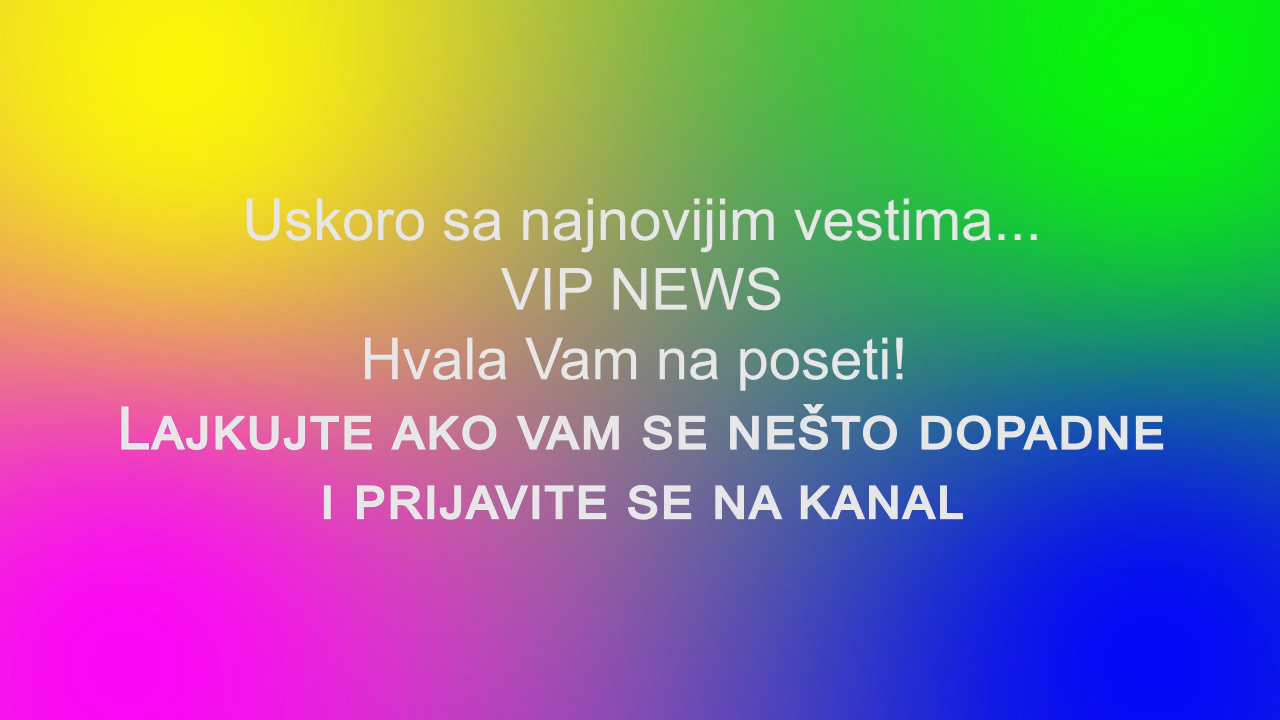 Uskoro sa najnovijim vestima...
VIP NEWS
Hvala Vam na poseti!
LAJKUJTE AKO VAM SE NEŠTO DOPADNE
I PRIJAVITE SE NA KANAL